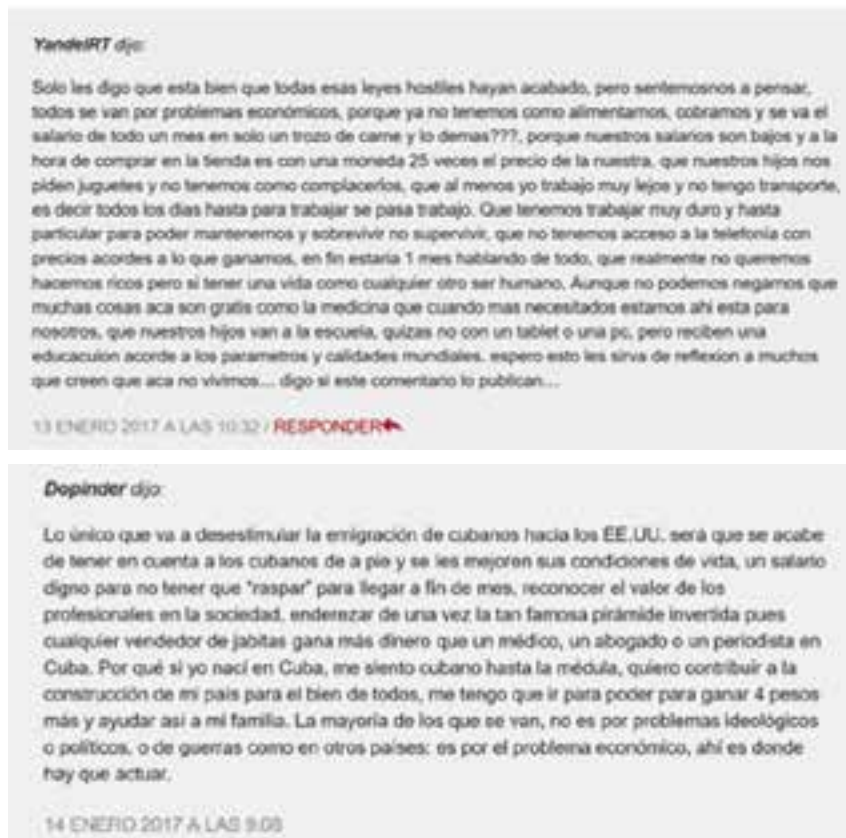 YandelRT dijo:
Solo les digo que esta bien que todas esas leyes hostiles hayan acabado, pero sentemosnos a pensar,
todos se van por problemas económicos, porque ya no tenemos como alimentarnos, cobramos y se va el
salario de todo un mes en solo un trozo de carne y lo demas???, porque nuestros salarios son bajos y a la
hora de comprar en la tienda es con una moneda 25 veces el precio de la nuestra, que nuestros hijos nos
piden juguetes y no tenemos como complacerlos, que al menos yo trabajo muy lejos y no tengo transporte,
es decir todos los dias hasta para trabajar se pasa trabajo. Que tenemos trabajar muy duro y hasta
particular para poder mantenernos y sobrevivir no supervivir, que no tenemos acceso a la telefonia con
precios acordes a lo que ganamos, en fin estaria 1 mes hablando de todo, que realmente no queremos
hacernos ricos pero si tener una vida como cualquier otro ser humano. Aunque no podemos negarnos que
muchas cosas aca son gratis como la medicina que cuando mas necesitados estamos ahi esta para
nosotros, que nuestros hijos van a la escuela, quizas no con un tablet o una pc, pero reciben una
educacuion acorde a los parametros y calidades mundiales. espero esto les sirva de reflexion a muchos
que creen que aca no vivimos... digo si este comentario lo publican...
13 ENERO 2017 A LAS 10:32 / RESPONDER
Dopinder dijo:
Lo único que va a desestimular la emigración de cubanos hacia los EE.UU. será que se acabe
de tener en cuenta a los cubanos de a pie y se les mejoren sus condiciones de vida, un salario
digno para no tener que "raspar" para llegar a fin de mes, reconocer el valor de los
profesionales en la sociedad, enderezar de una vez la tan famosa pirámide invertida pues
cualquier vendedor de jabitas gana más dinero que un médico, un abogado o un periodista en
Cuba. Por qué si yo nací en Cuba, me siento cubano hasta la médula, quiero contribuir a la
construcción de mi país para el bien de todos, me tengo que ir para poder para ganar 4 pesos
más y ayudar así a mi familia. La mayoría de los que se van, no es por problemas ideológicos
o políticos, o de guerras como en otros países: es por el problema económico, ahí es donde
hay que actuar.
14 ENERO 2017 A LAS 9:08